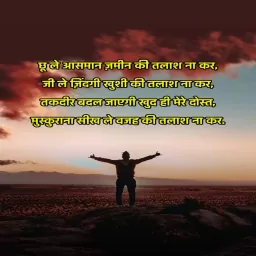 छू ले आसमान ज़मीन की तलाश ना कर,
जी ले ज़िंदगी खुशी की तलाश ना कर,
तकदीर बदल जाएगी खुद ही मेरे दोस्त,
मुस्कुराना सीख ले वजह की तलाश ना कर.